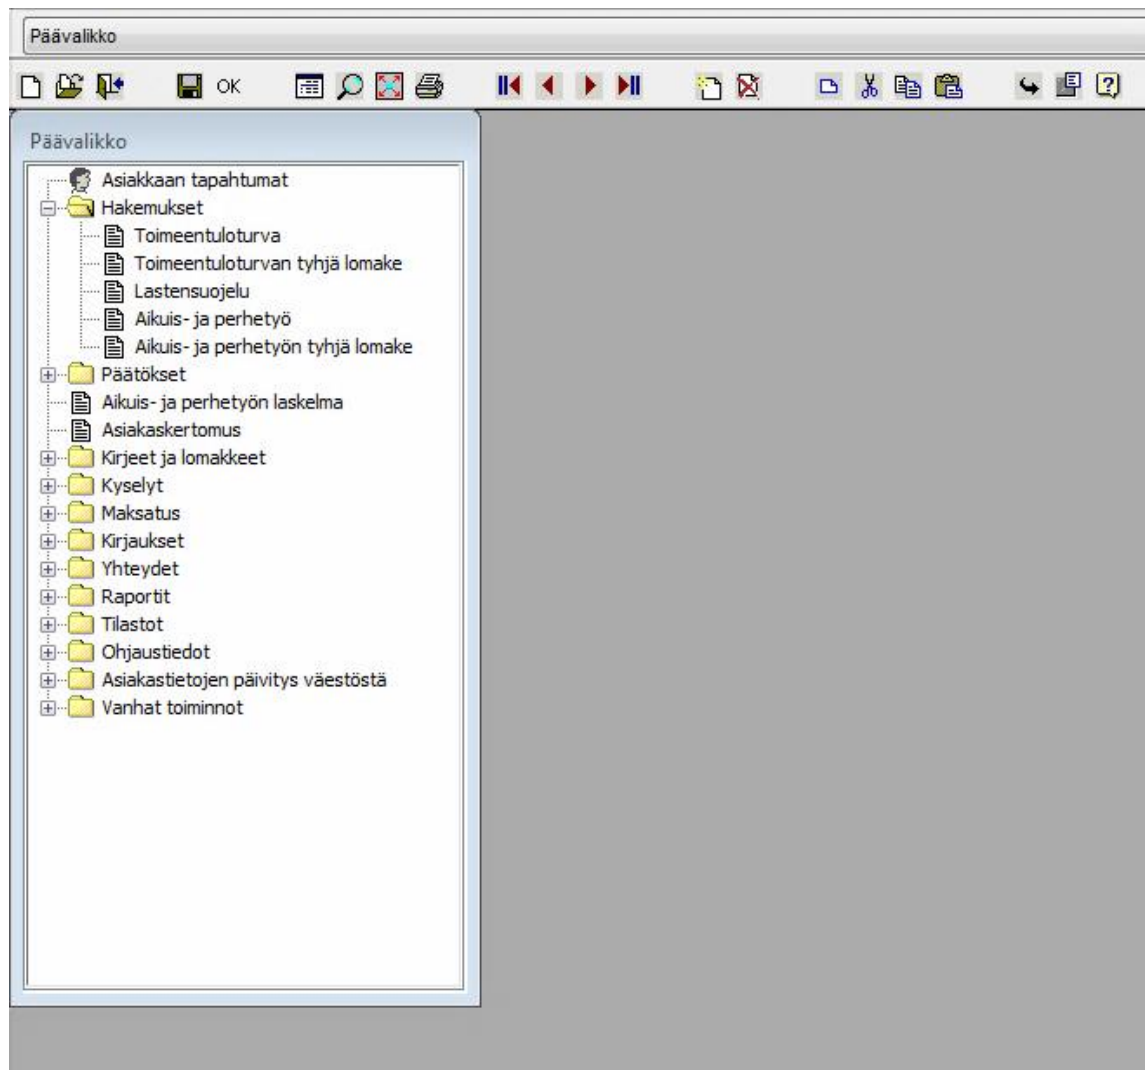 Päävalikko
OK
Päävalikko
Asiakkaan tapahtumat
Hakemukset
Toimeentuloturva
Toimeentuloturvan tyhjä lomake
Lastensuojelu
Aikuis- ja perhetyö
Aikuis- ja perhetyön tyhjä lomake
Päätökset
Aikuis- ja perhetyön laskelma
Asiakaskertomus
Kirjeet ja lomakkeet
Kyselyt
Maksatus
Kirjaukset
Yhteydet
Raportit
Tilastot
Ohjaustiedot
Asiakastietojen päivitys väestöstä
Vanhat toiminnot